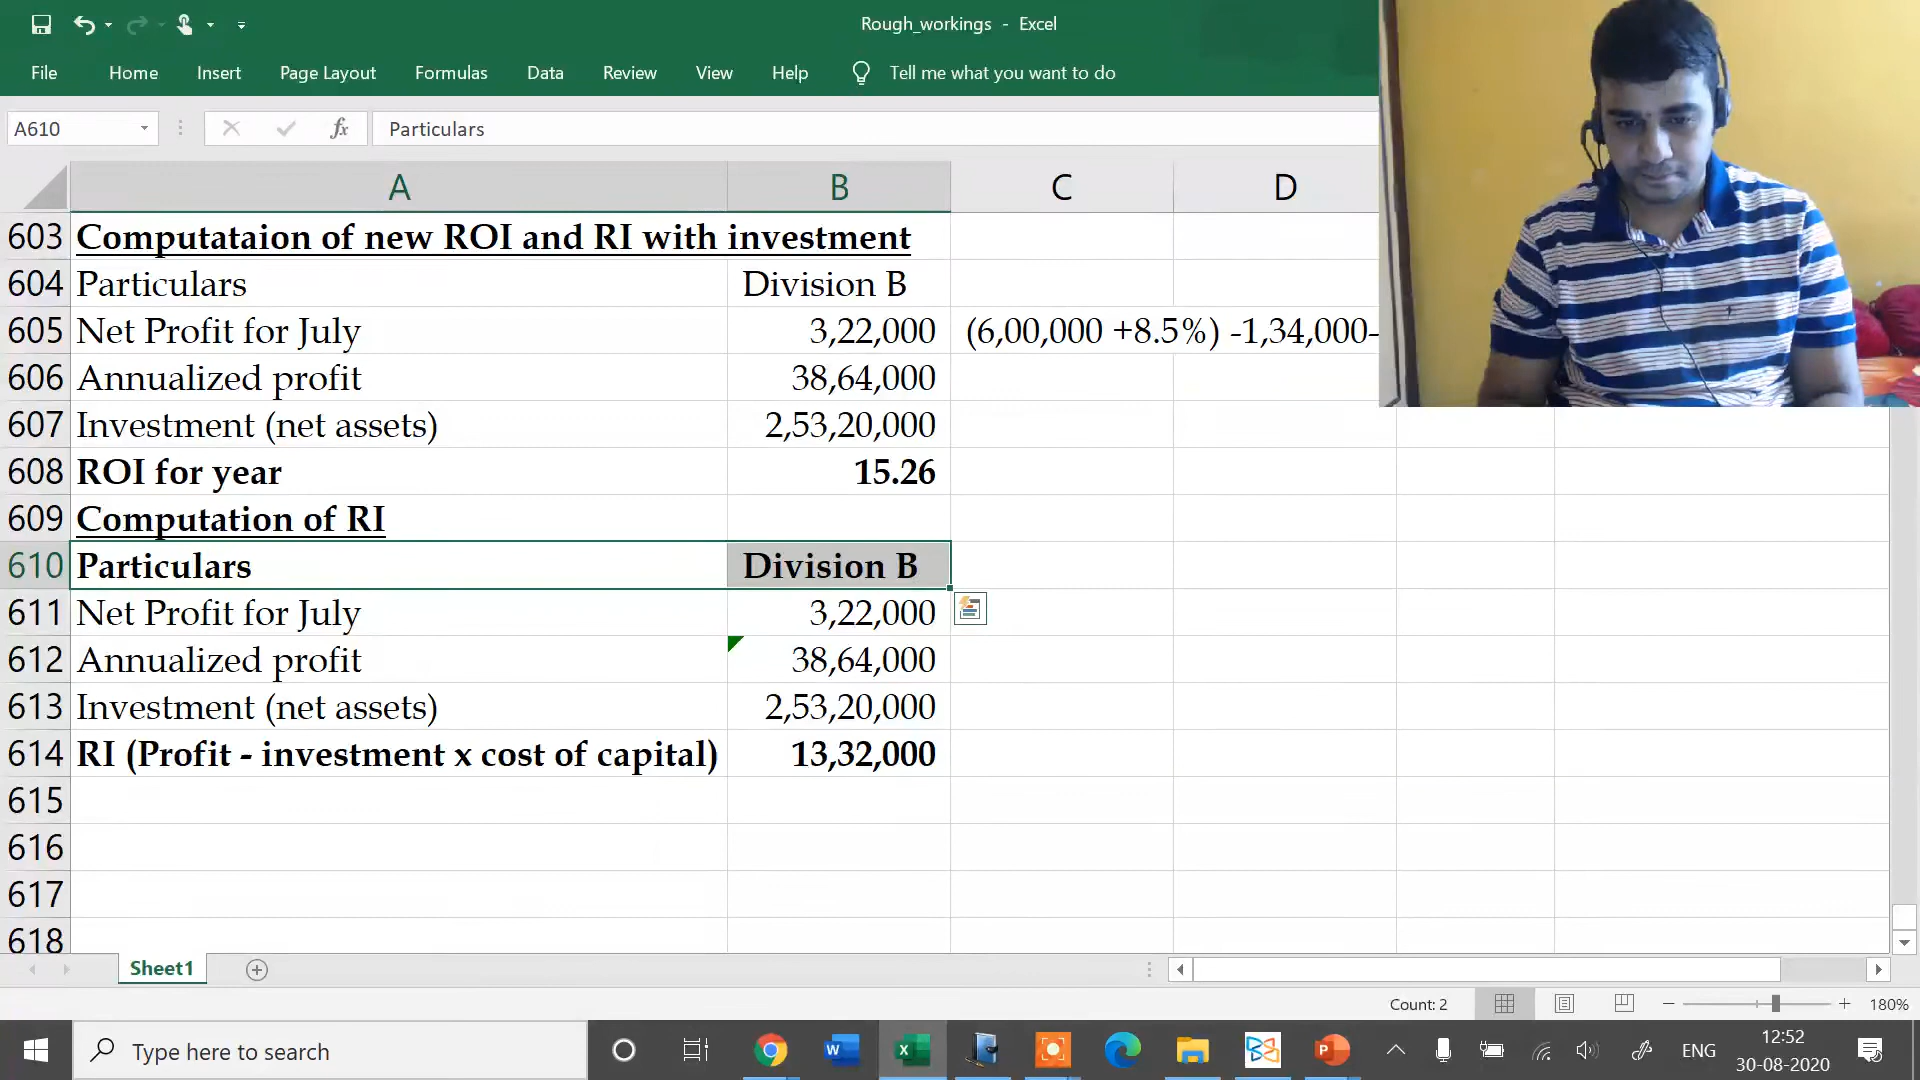 Rough_workings - Excel
File Home Insert Page Layout Formulas Data Review View Help Tell me what you want to do
A610 fx Particulars
A B C D
603 Computataion of new ROI and RI with investment
604 Particulars Division B
605 Net Profit for July 3,22,000 (6,00,000 +8.5%) -1,34,000-
606 Annualized profit 38,64,000
607 Investment (net assets) 2,53,20,000
608 ROI for year 15.26
609 Computation of RI
610 Particulars Division B
611 Net Profit for July 3,22,000
612 Annualized profit 38,64,000
613 Investment (net assets) 2,53,20,000
614 RI (Profit - investment x cost of capital) 13,32,000
615
616
617
618
Sheet1
Count: 2 180%
Type here to search W X P ENG 12:52
30-08-2020